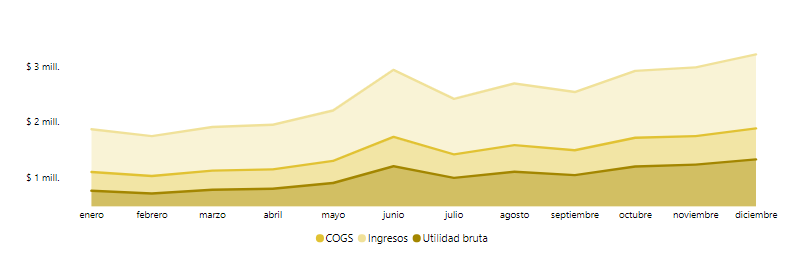 $ 3 mill.
$ 2 mill.
$ 1 mill.
enero febrero marzo abril mayo junio julio agosto septiembre octubre noviembre diciembre
COGS Ingresos Utilidad bruta